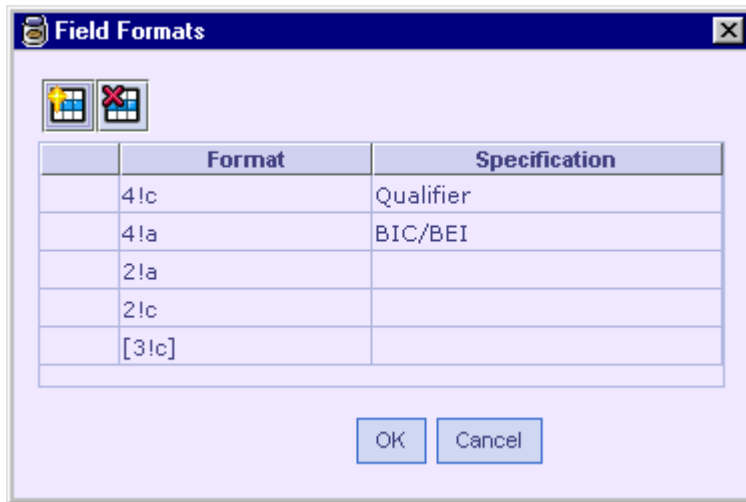 Field Formats
Format Specification
4!c Qualifier
4!a BIC/BEI
2!a
2!c
[3!c]
OK Cancel